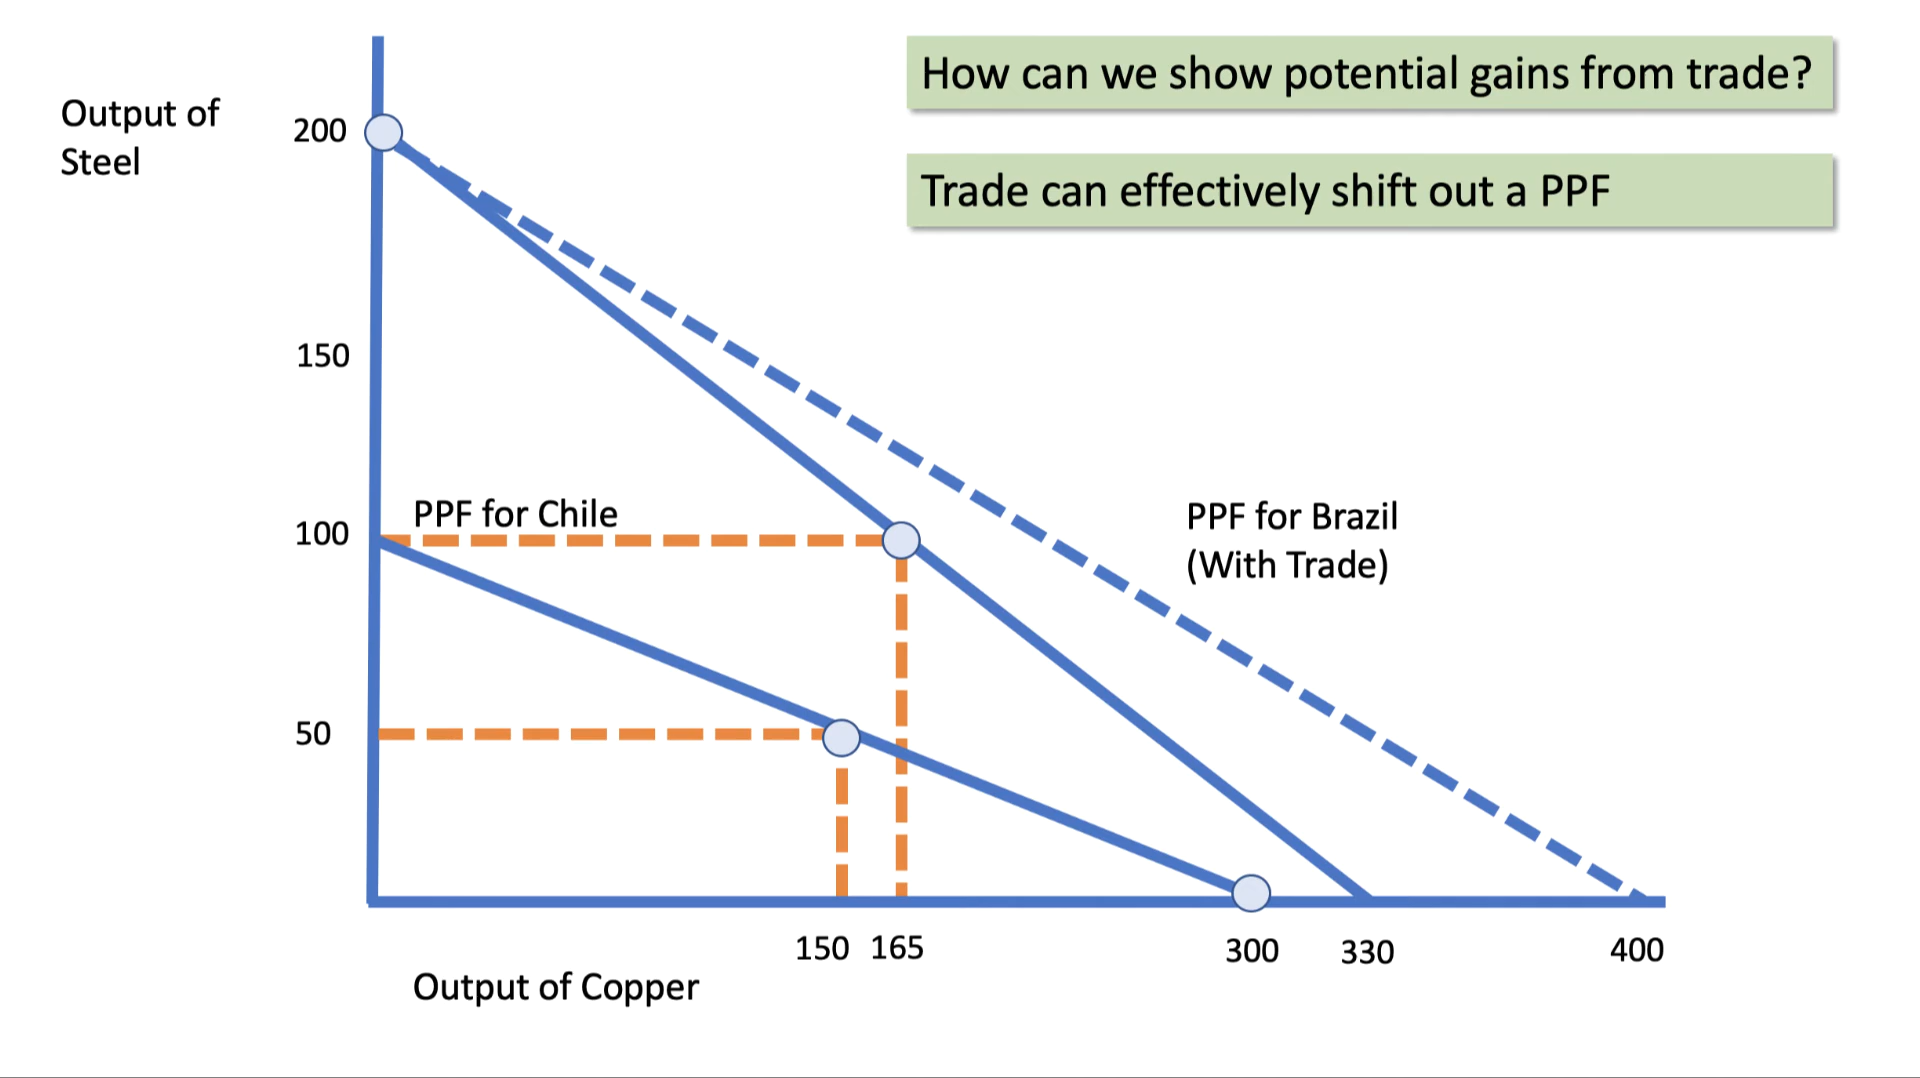 How can we show potential gains from trade?
Trade can effectively shift out a PPF
Output of
Steel
200
150
100
50
PPF for Chile
PPF for Brazil
(With Trade)
150
165
300
330
400
Output of Copper